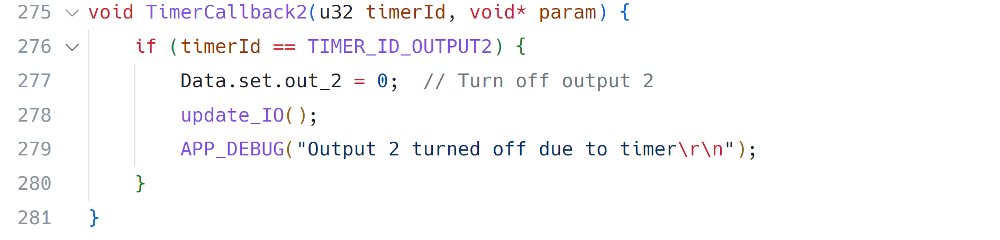 275 void TimerCallback2(u32 timerId, void* param) {
276     if (timerId == TIMER_ID_OUTPUT2) {
277         Data.set.out_2 = 0;  // Turn off output 2
278         update_IO();
279         APP_DEBUG("Output 2 turned off due to timer\r\n");
280     }
281 }